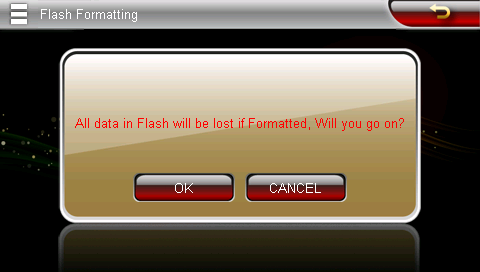 Flash Formatting
All data in Flash will be lost if Formatted, Will you go on?
OK
CANCEL